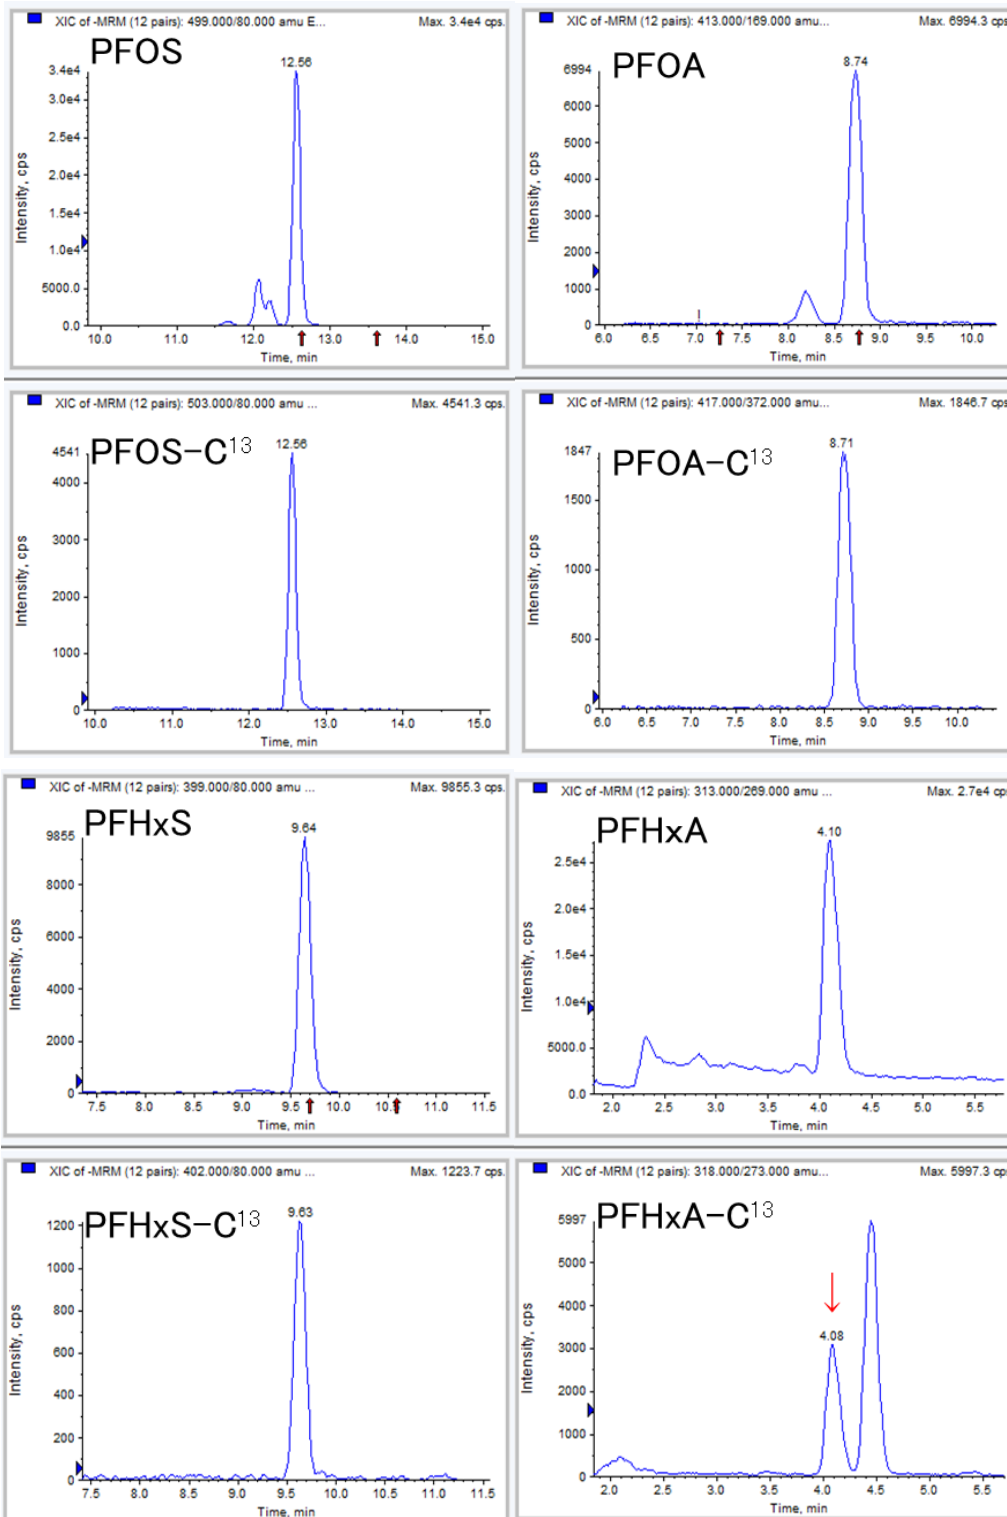 XIC of -MRM (12 pairs): 499.000/80.000 amu E... Max. 3.4e4 cps.
PFOS
12.56
3.4e4
3.0e4
2.5e4
2.0e4
1.5e4
1.0e4
5000.0
0.0
Intensity, cps
10.0 11.0 12.0 13.0 14.0 15.0
Time, min
XIC of -MRM (12 pairs): 413.000/169.000 amu... Max. 6994.3 cps.
PFOA
8.74
6994
6000
5000
4000
3000
2000
1000
0
Intensity, cps
6.0 6.5 7.0 7.5 8.0 8.5 9.0 9.5 10.0
Time, min
XIC of -MRM (12 pairs): 503.000/80.000 amu ... Max. 4541.3 cps.
PFOS-C13
12.56
4541
4000
3000
2000
1000
0
Intensity, cps
10.0 11.0 12.0 13.0 14.0 15.0
Time, min
XIC of -MRM (12 pairs): 417.000/372.000 amu... Max. 1846.7 cps.
PFOA-C13
8.71
1847
1500
1000
500
0
Intensity, cps
6.0 6.5 7.0 7.5 8.0 8.5 9.0 9.5 10.0
Time, min
XIC of -MRM (12 pairs): 399.000/80.000 amu ... Max. 9855.3 cps.
PFHxS
9.64
9855
8000
6000
4000
2000
0
Intensity, cps
7.5 8.0 8.5 9.0 9.5 10.0 10.5 11.0 11.5
Time, min
XIC of -MRM (12 pairs): 313.000/269.000 amu ... Max. 2.7e4 cps
PFHxA
4.10
2.5e4
2.0e4
1.5e4
1.0e4
5000.0
0.0
Intensity, cps
2.0 2.5 3.0 3.5 4.0 4.5 5.0 5.5
Time, min
XIC of -MRM (12 pairs): 402.000/80.000 amu ... Max. 1223.7 cps.
PFHxS-C13
9.63
1200
1000
800
600
400
200
0
Intensity, cps
7.5 8.0 8.5 9.0 9.5 10.0 10.5 11.0 11.5
Time, min
XIC of -MRM (12 pairs): 318.000/273.000 amu... Max. 5997.3 cps
PFHxA-C13
4.08
5997
5000
4000
3000
2000
1000
0
Intensity, cps
2.0 2.5 3.0 3.5 4.0 4.5 5.0 5.5
Time, min